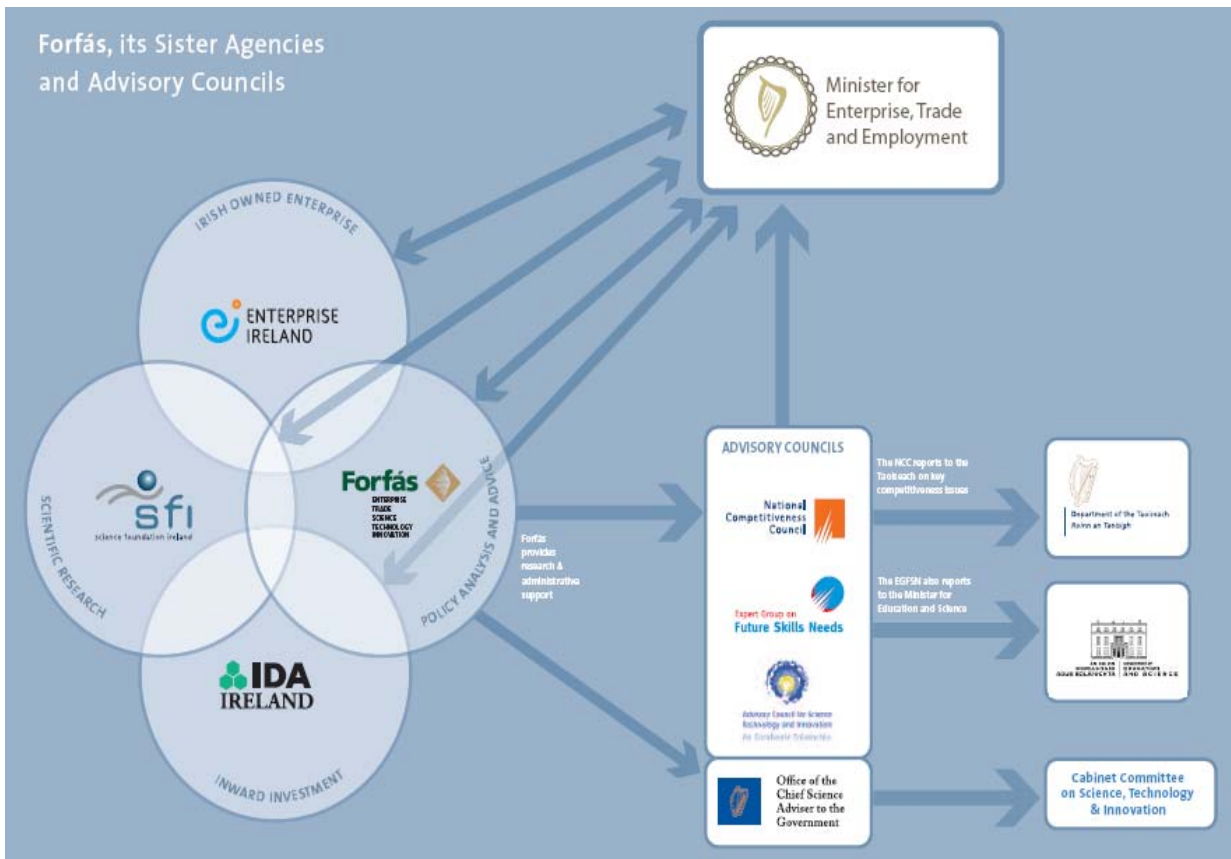 Forfás, its Sister Agencies
and Advisory Councils
Minister for
Enterprise, Trade
and Employment
IRISH OWNED ENTERPRISE
ENTERPRISE
IRELAND
SCIENTIFIC RESEARCH
sfi
science foundation ireland
Forfás
ENTERPRISE
TRADE
SCIENCE
TECHNOLOGY
INNOVATION
POLICY ANALYSIS AND ADVICE
IDA
IRELAND
INWARD INVESTMENT
Forfás
provides
research &
administrative
support
ADVISORY COUNCILS
National
Competitiveness
Council
Expert Group on
Future Skills Needs
Advisory Council for Science
Technology and Innovation
Office of the
Chief Science
Adviser to the
Government
The NCC reports to the
Taoiseach on key
competitiveness issues
The EGFSN also reports
to the Minister for
Education and Science
Department of the Taoiseach
Roinn an Taoisigh
AND SCIENCE
Cabinet Committee
on Science, Technology
& Innovation